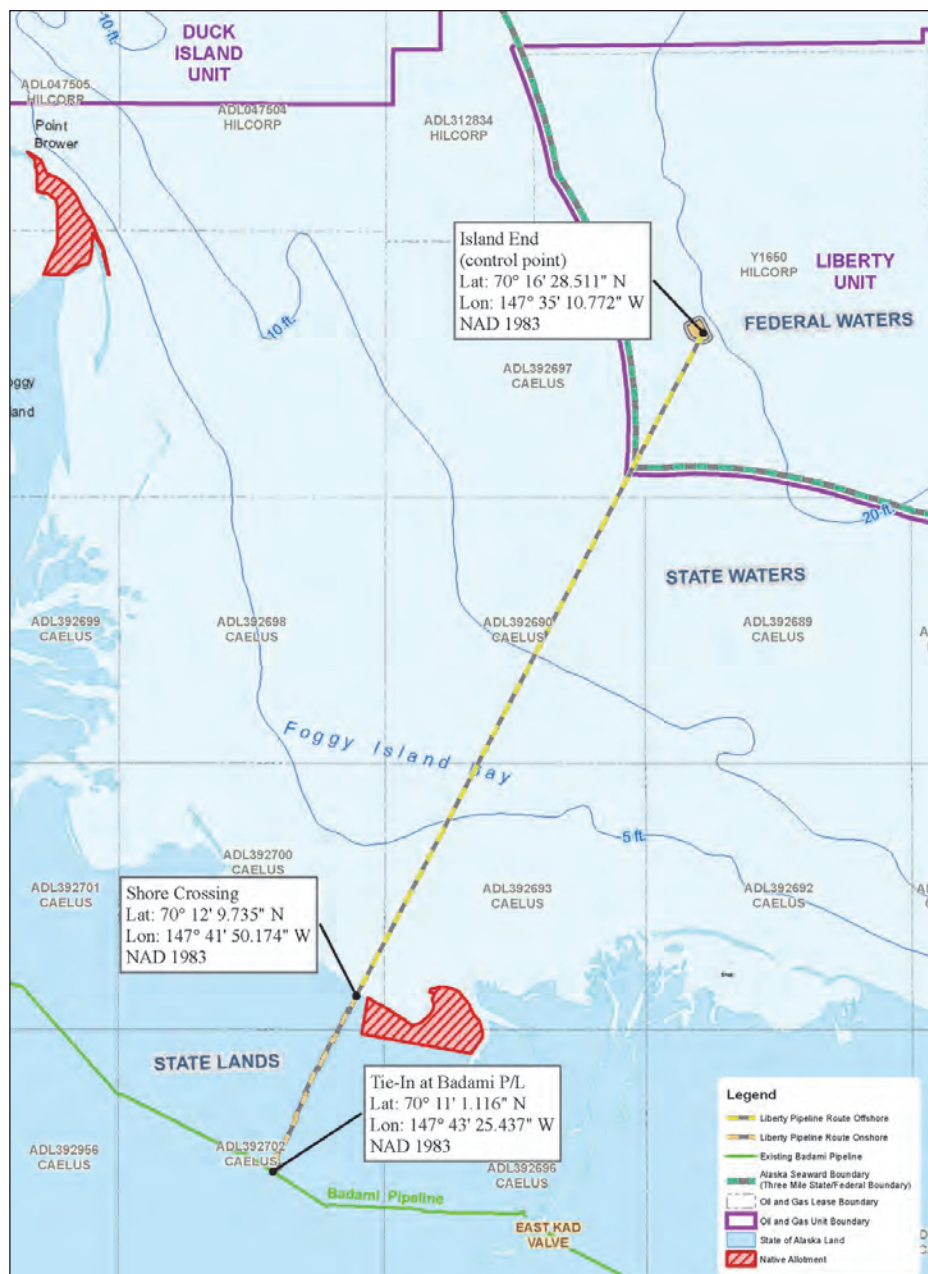 10 ft.
DUCK
ISLAND
UNIT
ADL047505
HILCORP
ADL047504
HILCORP
ADL312834
HILCORP
Point
Brower
Island End
(control point)
Lat: 70° 16' 28.511" N
Lon: 147° 35' 10.772" W
NAD 1983
Y1650
HILCORP
LIBERTY
UNIT
FEDERAL WATERS
10 ft.
ADL392697
CAELUS
oggy
and
20 ft.
STATE WATERS
ADL392699
CAELUS
ADL392698
CAELUS
ADL392690
CAELUS
ADL392689
CAELUS
Foggy Island Bay
5 ft.
ADL392700
CAELUS
ADL392701
CAELUS
ADL392693
CAELUS
ADL392692
CAELUS
Shore Crossing
Lat: 70° 12' 9.735" N
Lon: 147° 41' 50.174" W
NAD 1983
STATE LANDS
Tie-In at Badami P/L
Lat: 70° 11' 1.116" N
Lon: 147° 43' 25.437" W
NAD 1983
ADL392956
CAELUS
ADL392702
CAELUS
ADL392696
CAELUS
Badami Pipeline
EAST KAD
VALVE
Legend
Liberty Pipeline Route Offshore
Liberty Pipeline Route Onshore
Existing Badami Pipeline
Alaska Seaward Boundary
(Three Mile State/Federal Boundary)
Oil and Gas Lease Boundary
Oil and Gas Unit Boundary
State of Alaska Land
Native Allotment